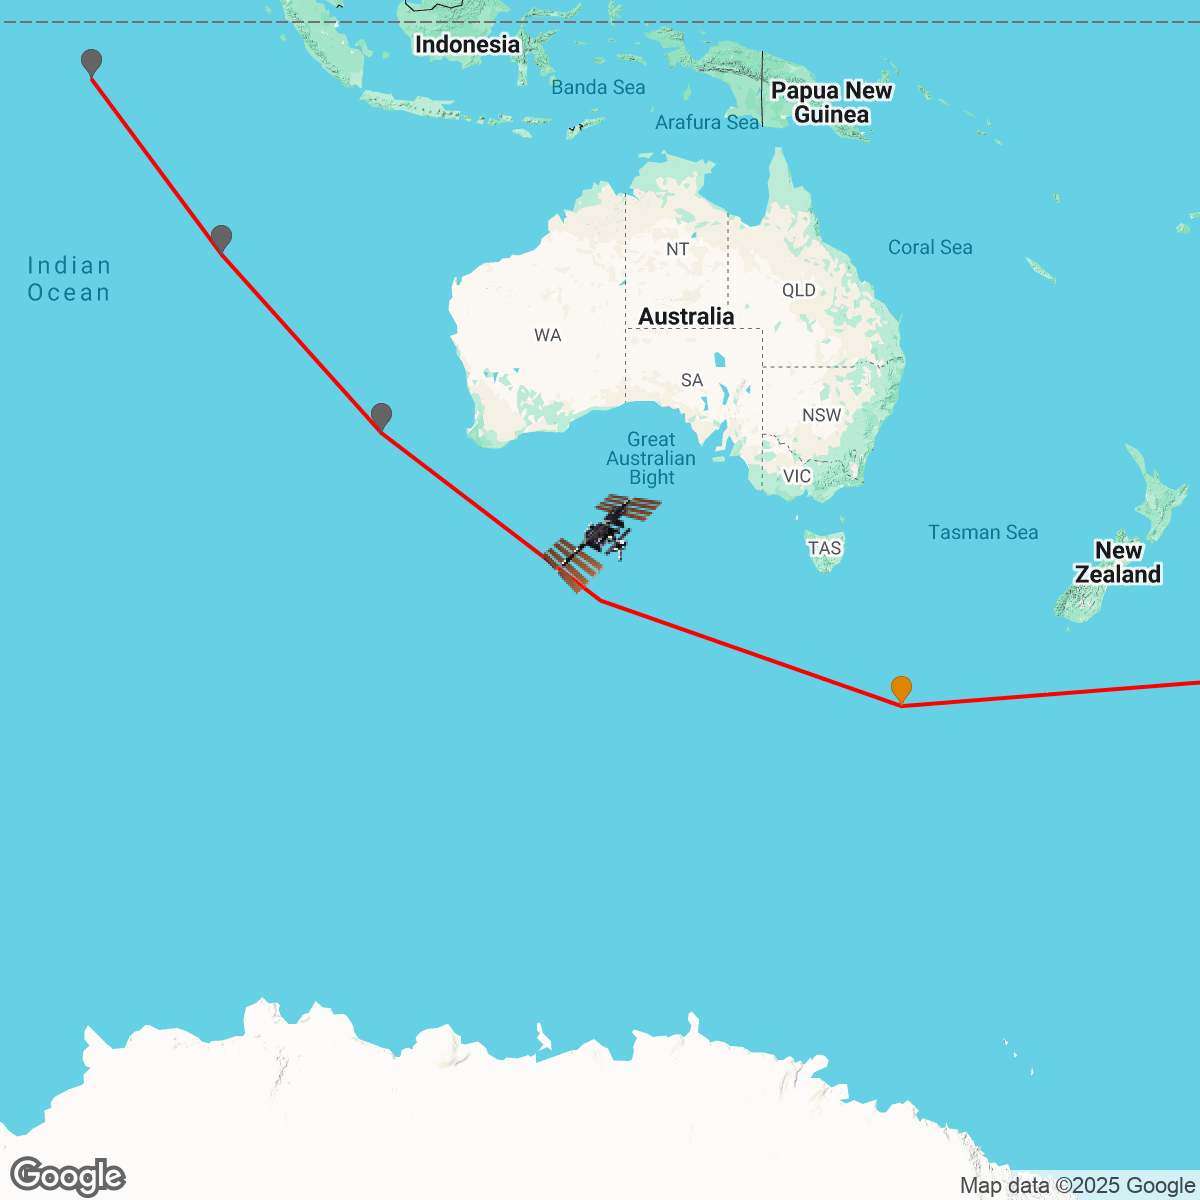 Indonesia
Banda Sea
Papua New
Guinea
Arafura Sea
Coral Sea
NT
Indian
Ocean
QLD
Australia
WA
SA
NSW
Great
Australian
Bight
VIC
Tasman Sea
TAS
New
Zealand
Google
Map data ©2025 Google